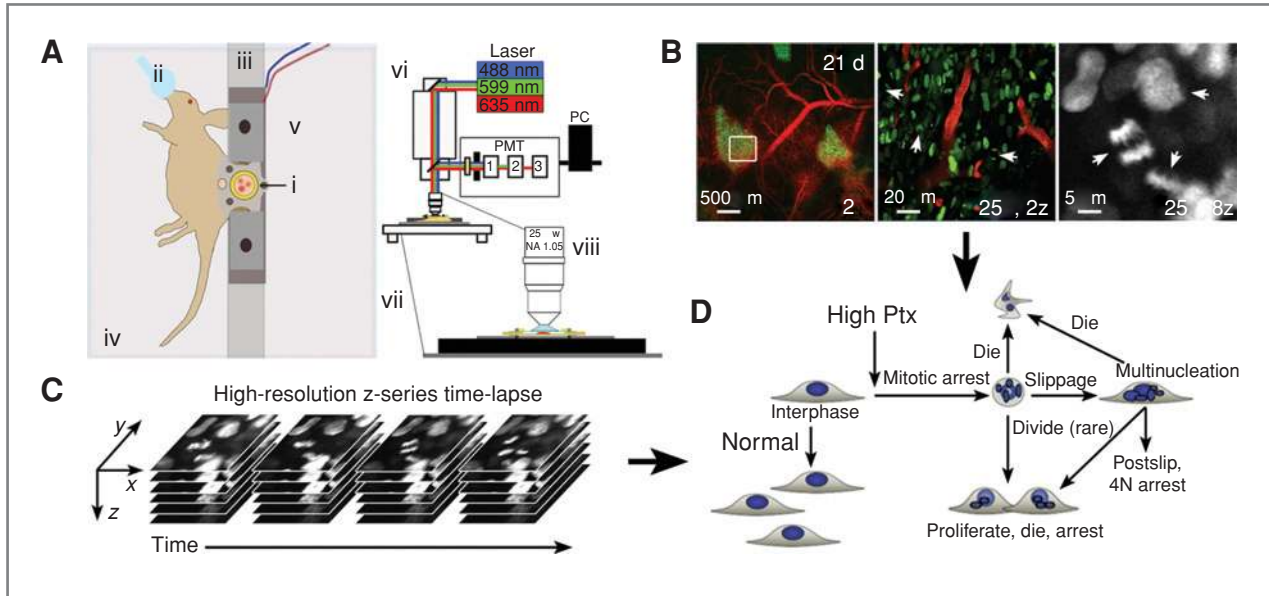 A
ii
iii
v
i
iv
vi
Laser
488 nm
599 nm
635 nm
PC
PMT
1
2
3
25 w
NA 1.05
viii
vii
B
21 d
500 m
2
20 m
25 , 2z
5 m
25 8z
C
High-resolution z-series time-lapse
y
x
z
Time
D
High Ptx
Die
Die
Mitotic arrest
Slippage
Multinucleation
Interphase
Normal
Divide (rare)
Postslip,
4N arrest
Proliferate, die, arrest